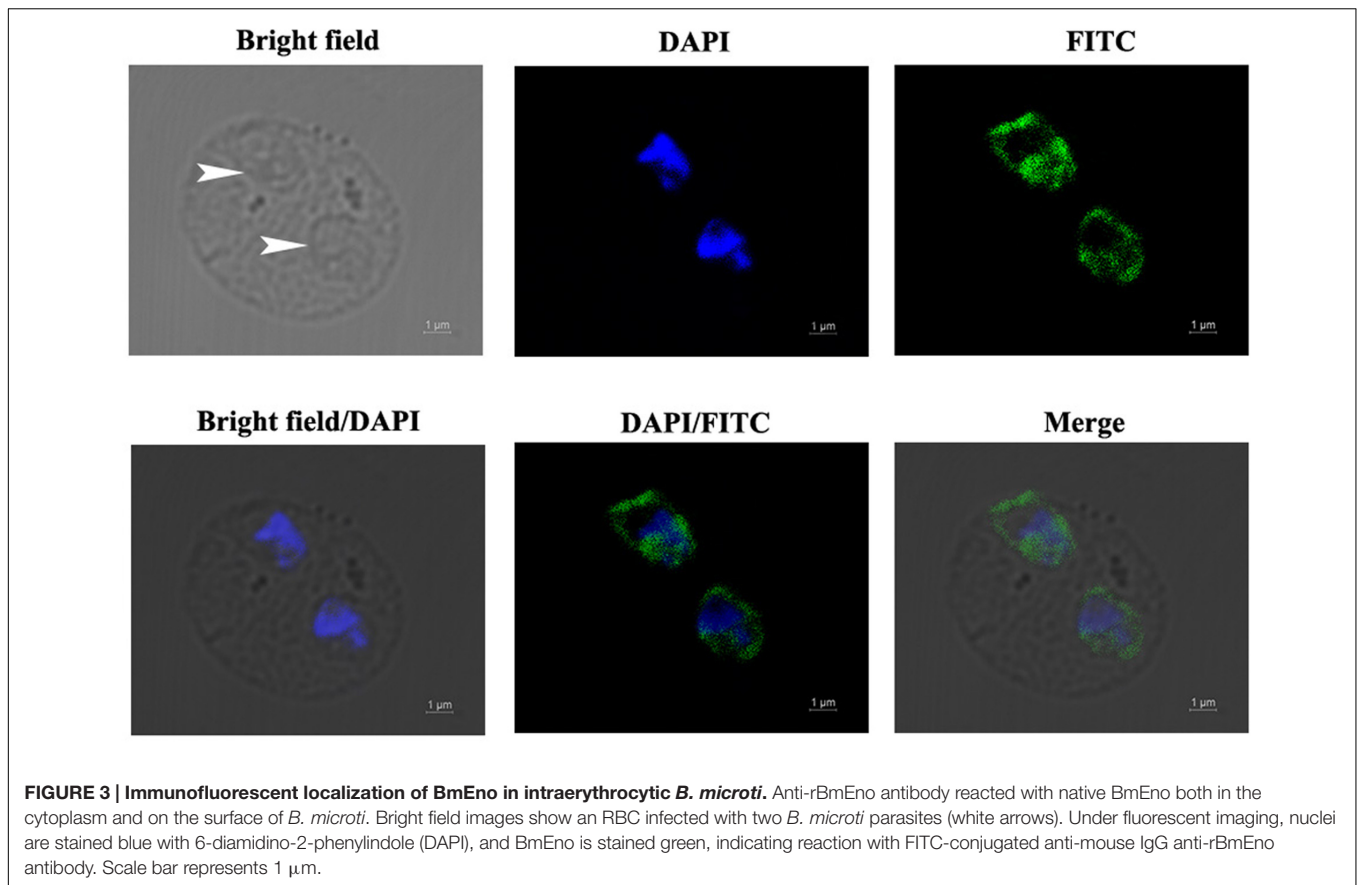 Bright field
DAPI
FITC
1 µm
1 µm
1 µm
Bright field/DAPI
DAPI/FITC
Merge
1 µm
1 µm
1 µm
FIGURE 3 | Immunofluorescent localization of BmEno in intraerythrocytic B. microti. Anti-rBmEno antibody reacted with native BmEno both in the
cytoplasm and on the surface of B. microti. Bright field images show an RBC infected with two B. microti parasites (white arrows). Under fluorescent imaging, nuclei
are stained blue with 6-diamidino-2-phenylindole (DAPI), and BmEno is stained green, indicating reaction with FITC-conjugated anti-mouse IgG anti-rBmEno
antibody. Scale bar represents 1 μm.